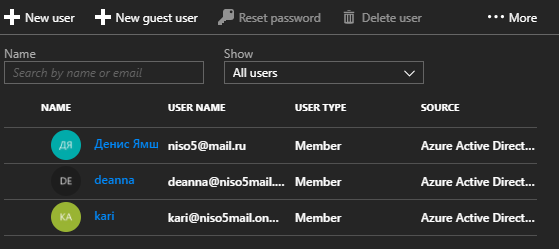 New user New guest user Reset password Delete user ··· More
Name Show
Search by name or email All users
NAME USER NAME USER TYPE SOURCE
ДЯ Денис Ямщ niso5@mail.ru Member Azure Active Direct...
DE deanna deanna@niso5mail.... Member Azure Active Direct...
KA kari kari@niso5mail.on... Member Azure Active Direct...